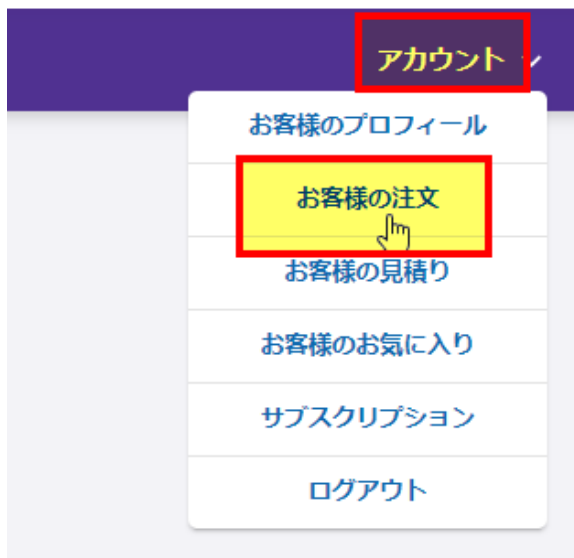 アカウント
お客様のプロフィール
お客様の注文
お客様の見積り
お客様のお気に入り
サブスクリプション
ログアウト